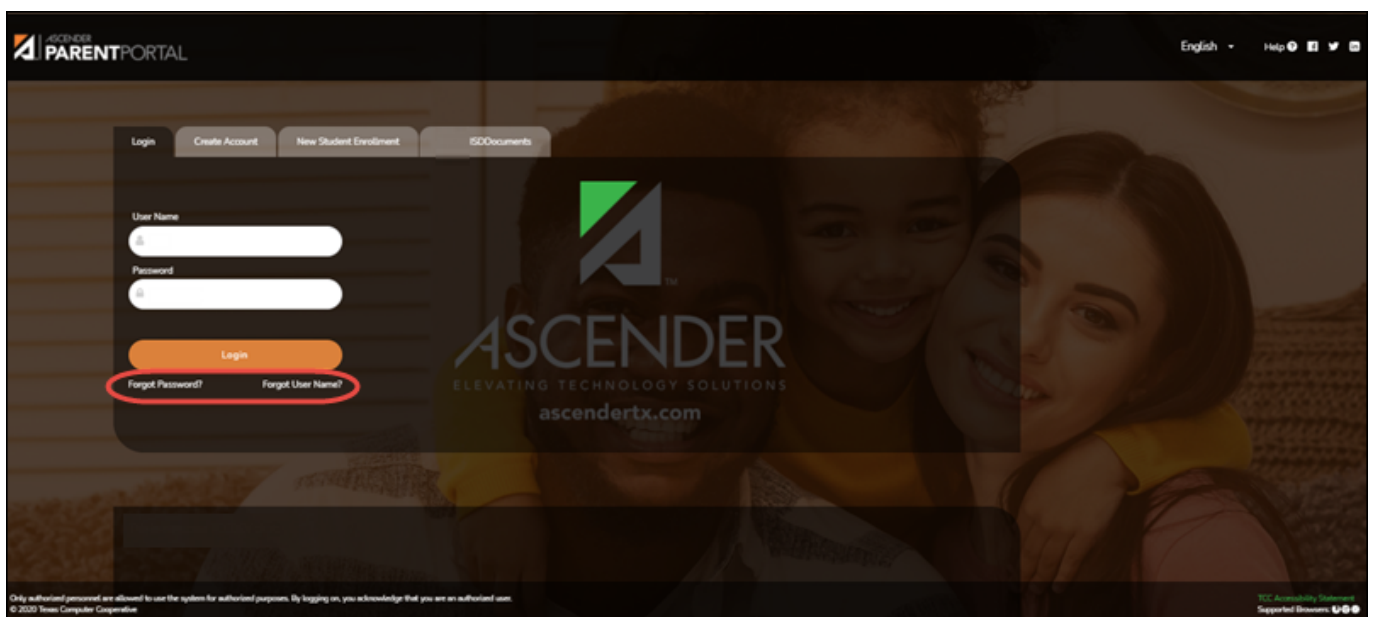 ASCENDER
PARENTPORTAL
English
Help
Login
Create Account
New Student Enrollment
ISDDocuments
User Name
Password
Login
Forgot Password?
Forgot User Name?
ASCENDER
ELEVATING TECHNOLOGY SOLUTIONS
ascendertx.com
TM
Only authorized personnel are allowed to use the system for authorized purposes. By logging on, you acknowledge that you are an authorized user.
© 2020 Texas Computer Cooperative
TCC Accessibility Statement
Supported Browsers: